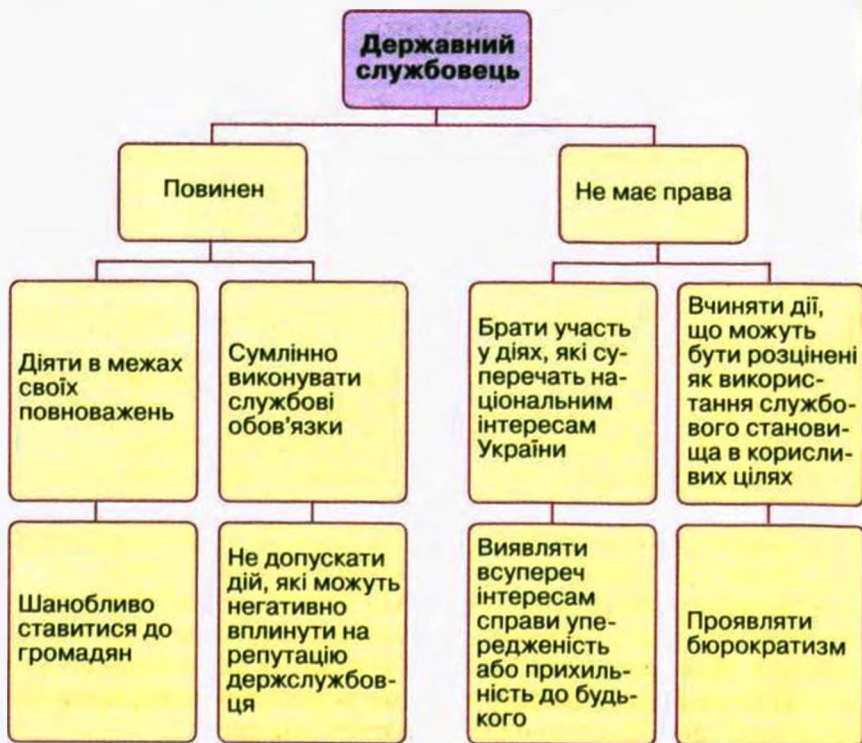 Державний
службовець
Повинен
Не має права
Діяти в межах
своїх
повноважень
Сумлінно
виконувати
службові
обов'язки
Брати участь
у діях, які су-
перечать на-
ціональним
інтересам
України
Вчиняти дії,
що можуть
бути розцінені
як викорис-
тання службо-
вого станови-
ща в корисли-
вих цілях
Шанобливо
ставитися до
громадян
Не допускати
дій, які можуть
негативно
вплинути на
репутацію
держслужбов-
ця
Виявляти
всупереч
інтересам
справи упе-
редженість
або прихиль-
ність до будь-
кого
Проявляти
бюрократизм